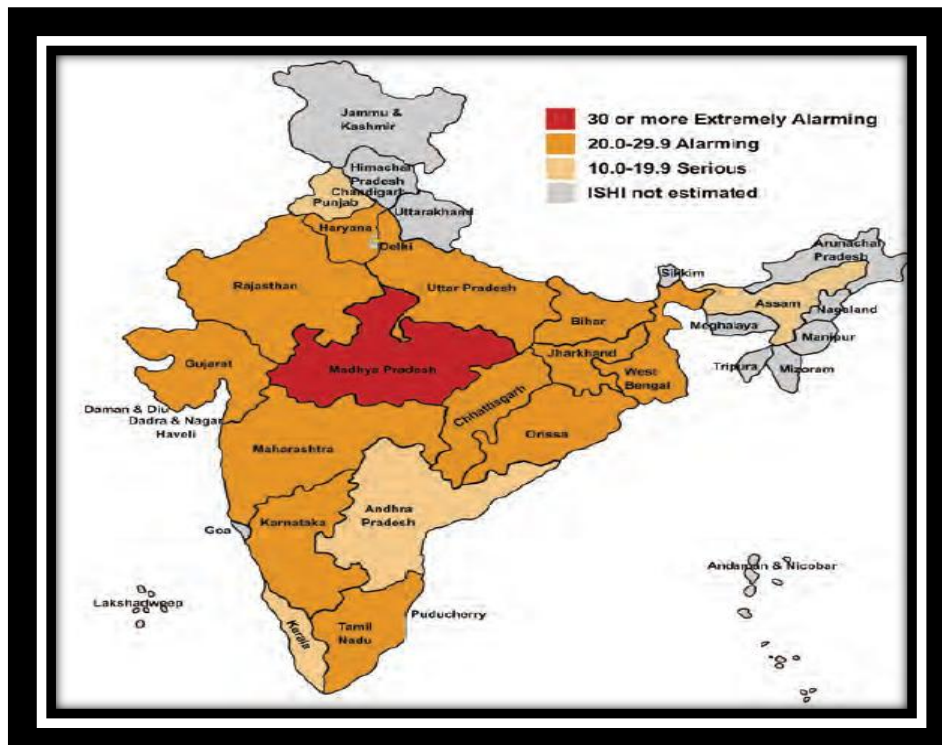 Jammu &
Kashmir
30 or more Extremely Alarming
20.0-29.9 Alarming
10.0-19.9 Serious
ISHI not estimated
Himachal
Pradesh
Chandigarh
Punjab
Uttarakhand
Haryana
Delhi
Arunachal
Pradesh
Sikkim
Rajasthan
Uttar Pradesh
Assam
Nagaland
Bihar
Meghalaya
Manipur
Jharkhand
Gujarat
Madhya Pradesh
West
Bengal
Tripura
Mizoram
Chhattisgarh
Daman & Diu
Dadra & Nagar
Haveli
Orissa
Maharashtra
Andhra
Pradesh
Karnataka
Goa
Andaman & Nicobar
Lakshadweep
Puducherry
Kerala
Tamil
Nadu